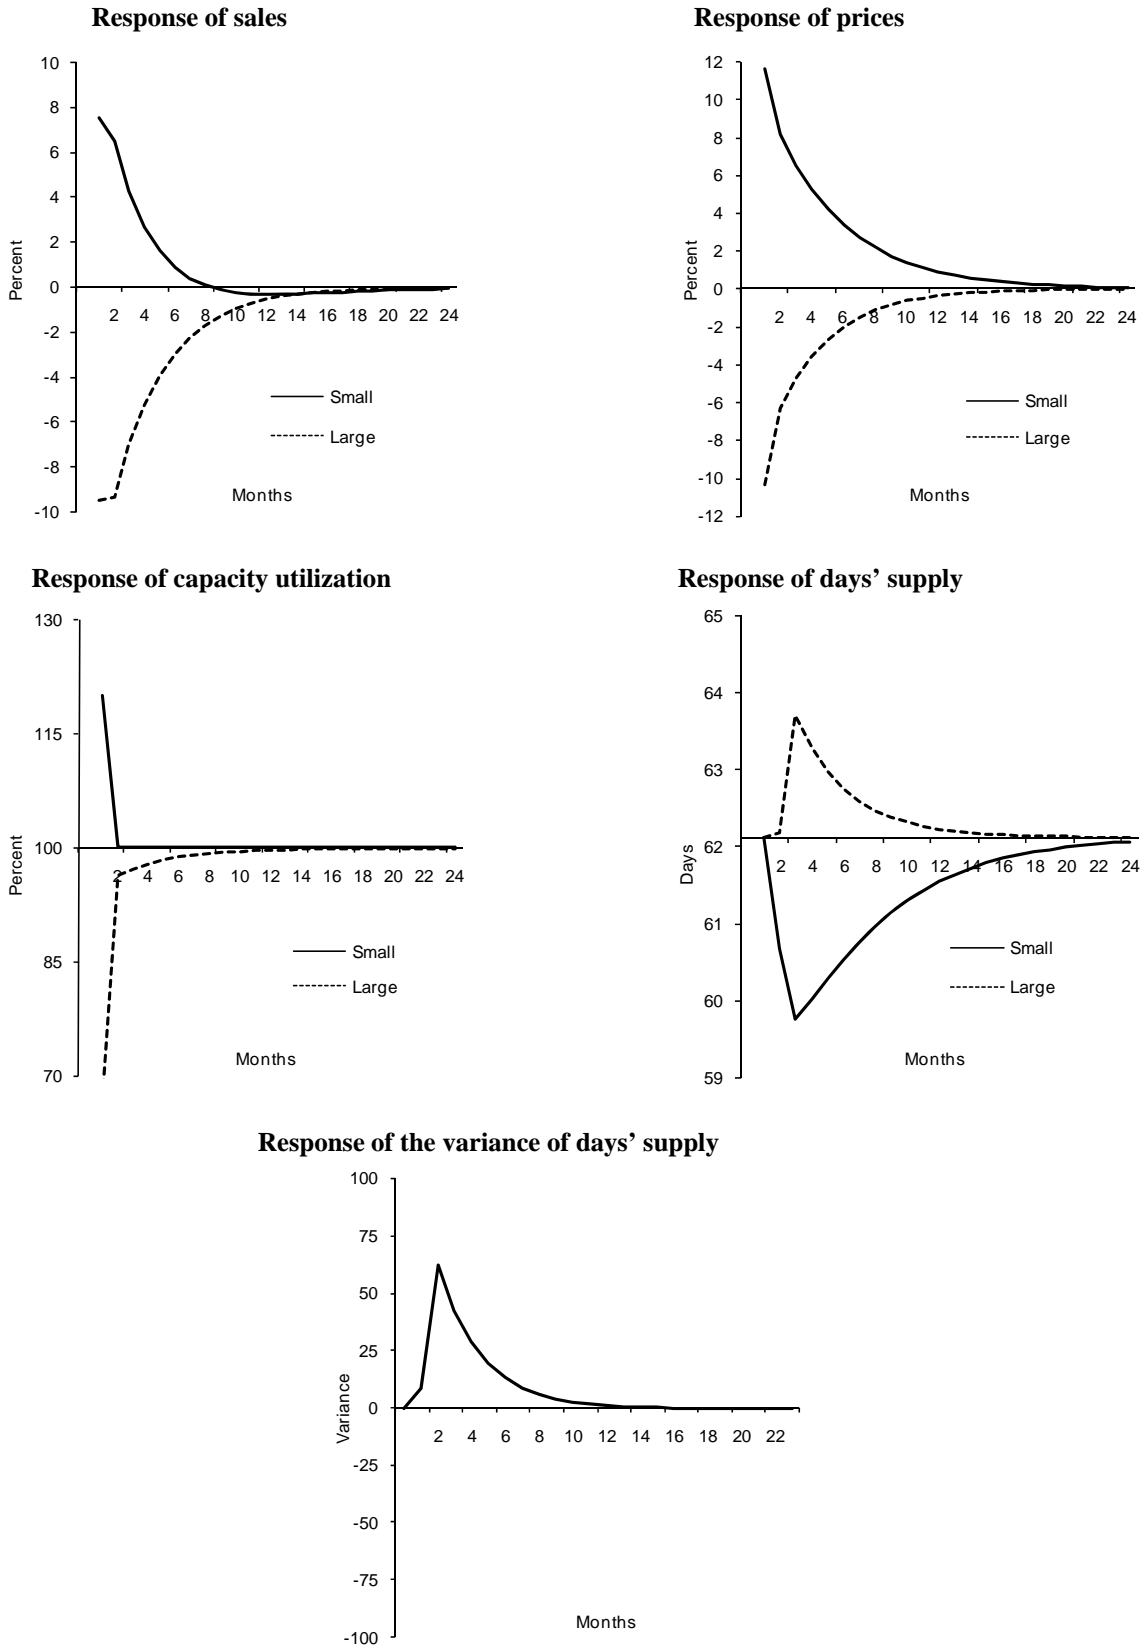 Response of sales
10
8
6
4
2
0
-2
-4
-6
-8
-10
Percent
2 4 6 8 10 12 14 16 18 20 22 24
Small
Large
Months
Response of prices
12
10
8
6
4
2
0
-2
-4
-6
-8
-10
-12
Percent
2 4 6 8 10 12 14 16 18 20 22 24
Small
Large
Months
Response of capacity utilization
130
115
100
85
70
Percent
2 4 6 8 10 12 14 16 18 20 22 24
Small
Large
Months
Response of days’ supply
65
64
63
62
61
60
59
Days
2 4 6 8 10 12 14 16 18 20 22 24
Small
Large
Months
Response of the variance of days’ supply
100
75
50
25
0
-25
-50
-75
-100
Variance
2 4 6 8 10 12 14 16 18 20 22
Months